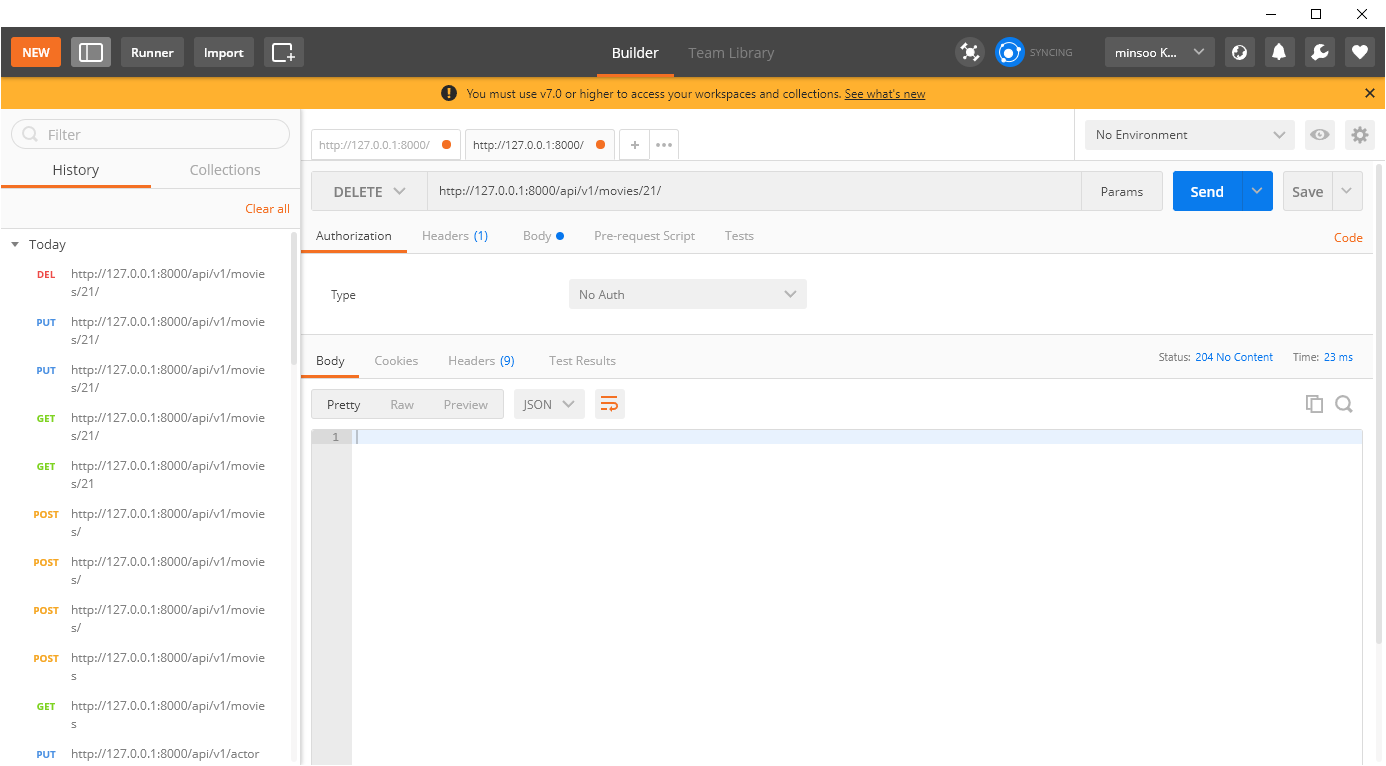 NEW Runner Import Builder Team Library SYNCING minsoo K...
You must use v7.0 or higher to access your workspaces and collections. See what's new
Filter
History Collections
Clear all
Today
DEL http://127.0.0.1:8000/api/v1/movie
s/21/
PUT http://127.0.0.1:8000/api/v1/movie
s/21/
PUT http://127.0.0.1:8000/api/v1/movie
s/21/
GET http://127.0.0.1:8000/api/v1/movie
s/21/
GET http://127.0.0.1:8000/api/v1/movie
s/21
POST http://127.0.0.1:8000/api/v1/movie
s/
POST http://127.0.0.1:8000/api/v1/movie
s/
POST http://127.0.0.1:8000/api/v1/movie
s/
POST http://127.0.0.1:8000/api/v1/movie
s
GET http://127.0.0.1:8000/api/v1/movie
s
PUT http://127.0.0.1:8000/api/v1/actor
http://127.0.0.1:8000/ http://127.0.0.1:8000/ + ••• No Environment
DELETE http://127.0.0.1:8000/api/v1/movies/21/ Params Send Save
Authorization Headers (1) Body Pre-request Script Tests Code
Type No Auth
Body Cookies Headers (9) Test Results Status: 204 No Content Time: 23 ms
Pretty Raw Preview JSON
1